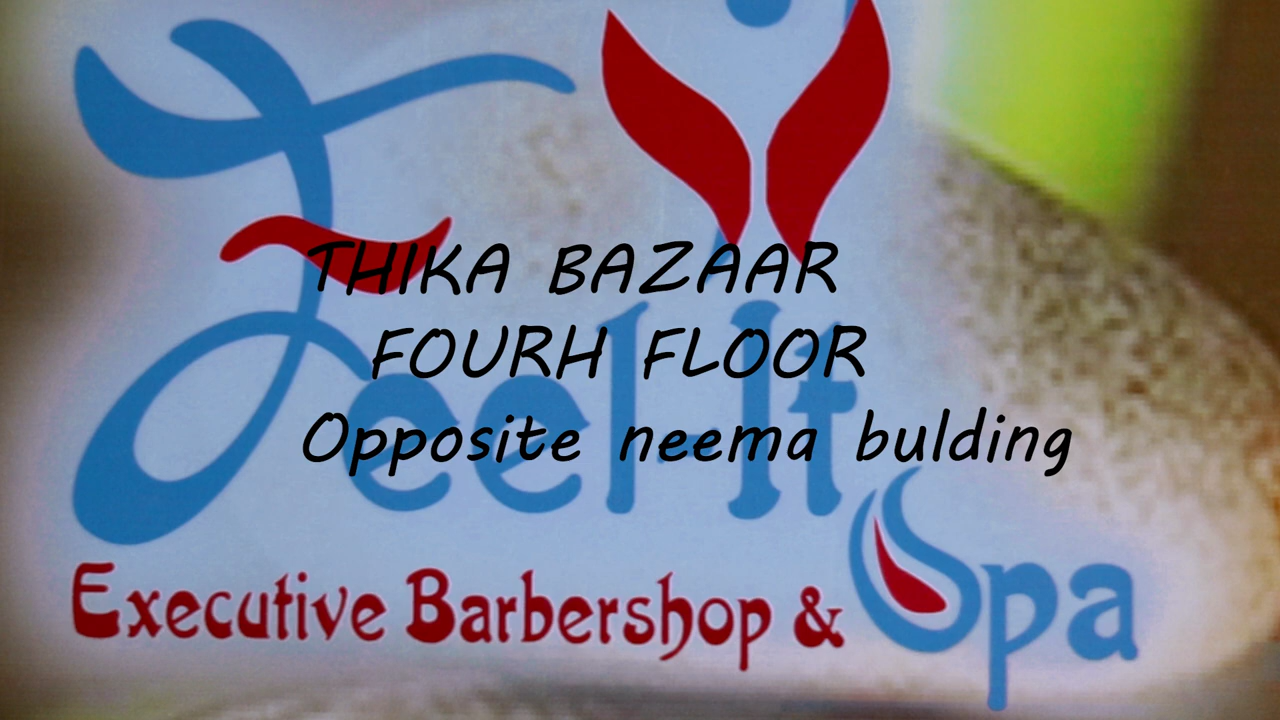 THIKA BAZAAR
FOURH FLOOR
Opposite neema bulding
Feel-It
Executive Barbershop & Spa